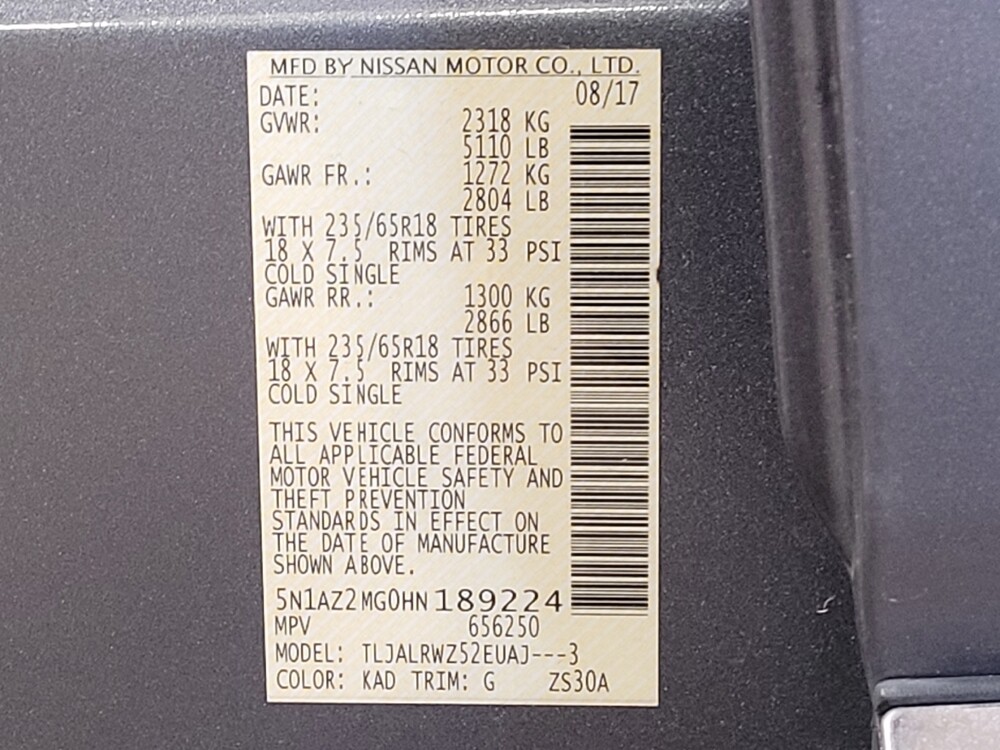 MFD BY NISSAN MOTOR CO., LTD.
DATE: 08/17
GVWR: 2318 KG
5110 LB
GAWR FR.: 1272 KG
2804 LB
WITH 235/65R18 TIRES
18 X 7.5 RIMS AT 33 PSI
COLD SINGLE
GAWR RR.: 1300 KG
2866 LB
WITH 235/65R18 TIRES
18 X 7.5 RIMS AT 33 PSI
COLD SINGLE
THIS VEHICLE CONFORMS TO
ALL APPLICABLE FEDERAL
MOTOR VEHICLE SAFETY AND
THEFT PREVENTION
STANDARDS IN EFFECT ON
THE DATE OF MANUFACTURE
SHOWN ABOVE.
5N1AZ2MG0HN189224
MPV 656250
MODEL: TLJALRWZ52EUAJ---3
COLOR: KAD TRIM: G ZS30A